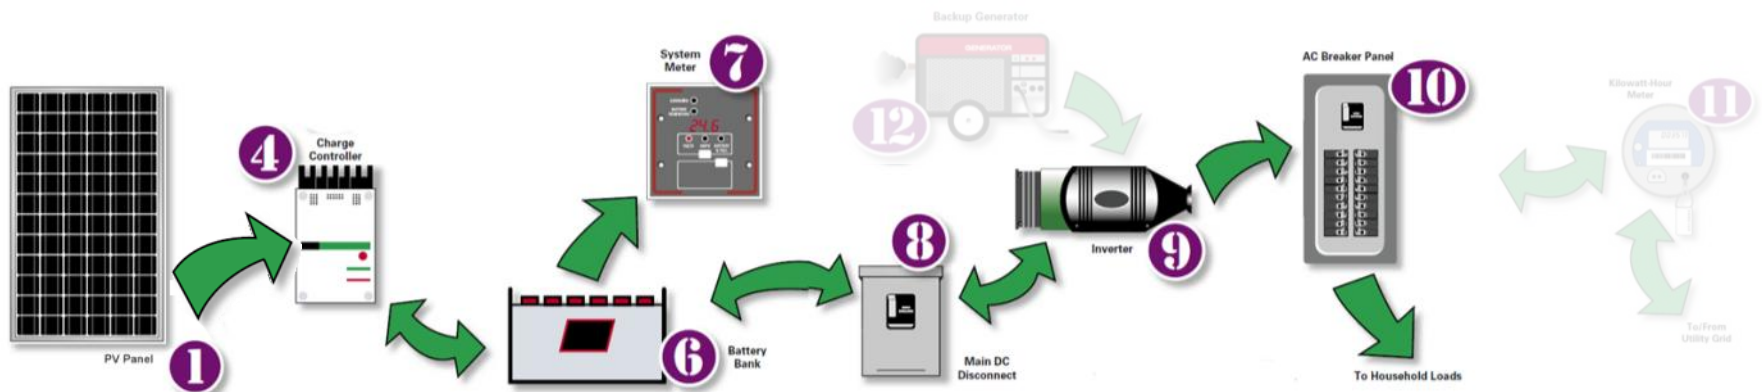 PV Panel
1
4
Charge
Controller
6
Battery
Bank
System
Meter
7
24.6
8
Main DC
Disconnect
Backup Generator
GENERATOR
12
Inverter
9
AC Breaker Panel
10
To Household Loads
Kilowatt-Hour
Meter
11
To/From
Utility Grid